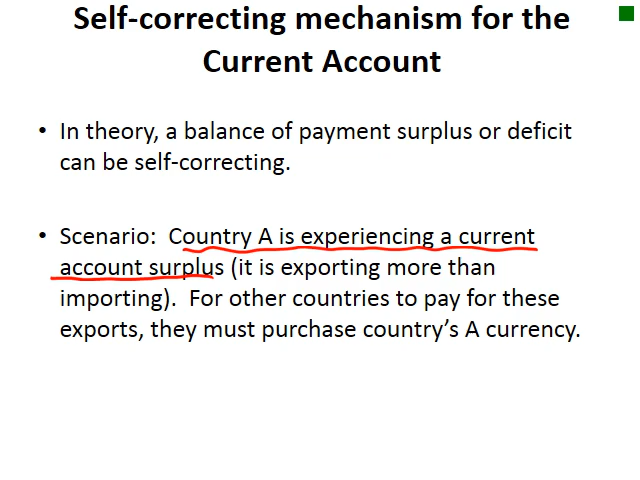 Self-correcting mechanism for the
Current Account
• In theory, a balance of payment surplus or deficit
can be self-correcting.
• Scenario:  Country A is experiencing a current
account surplus (it is exporting more than
importing).  For other countries to pay for these
exports, they must purchase country’s A currency.